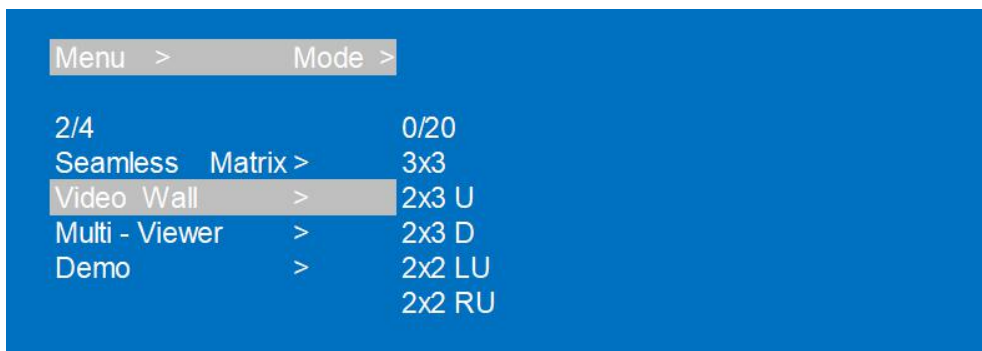 Menu > Mode >
2/4 0/20
Seamless Matrix > 3x3
Video Wall > 2x3 U
Multi - Viewer > 2x3 D
Demo > 2x2 LU
2x2 RU